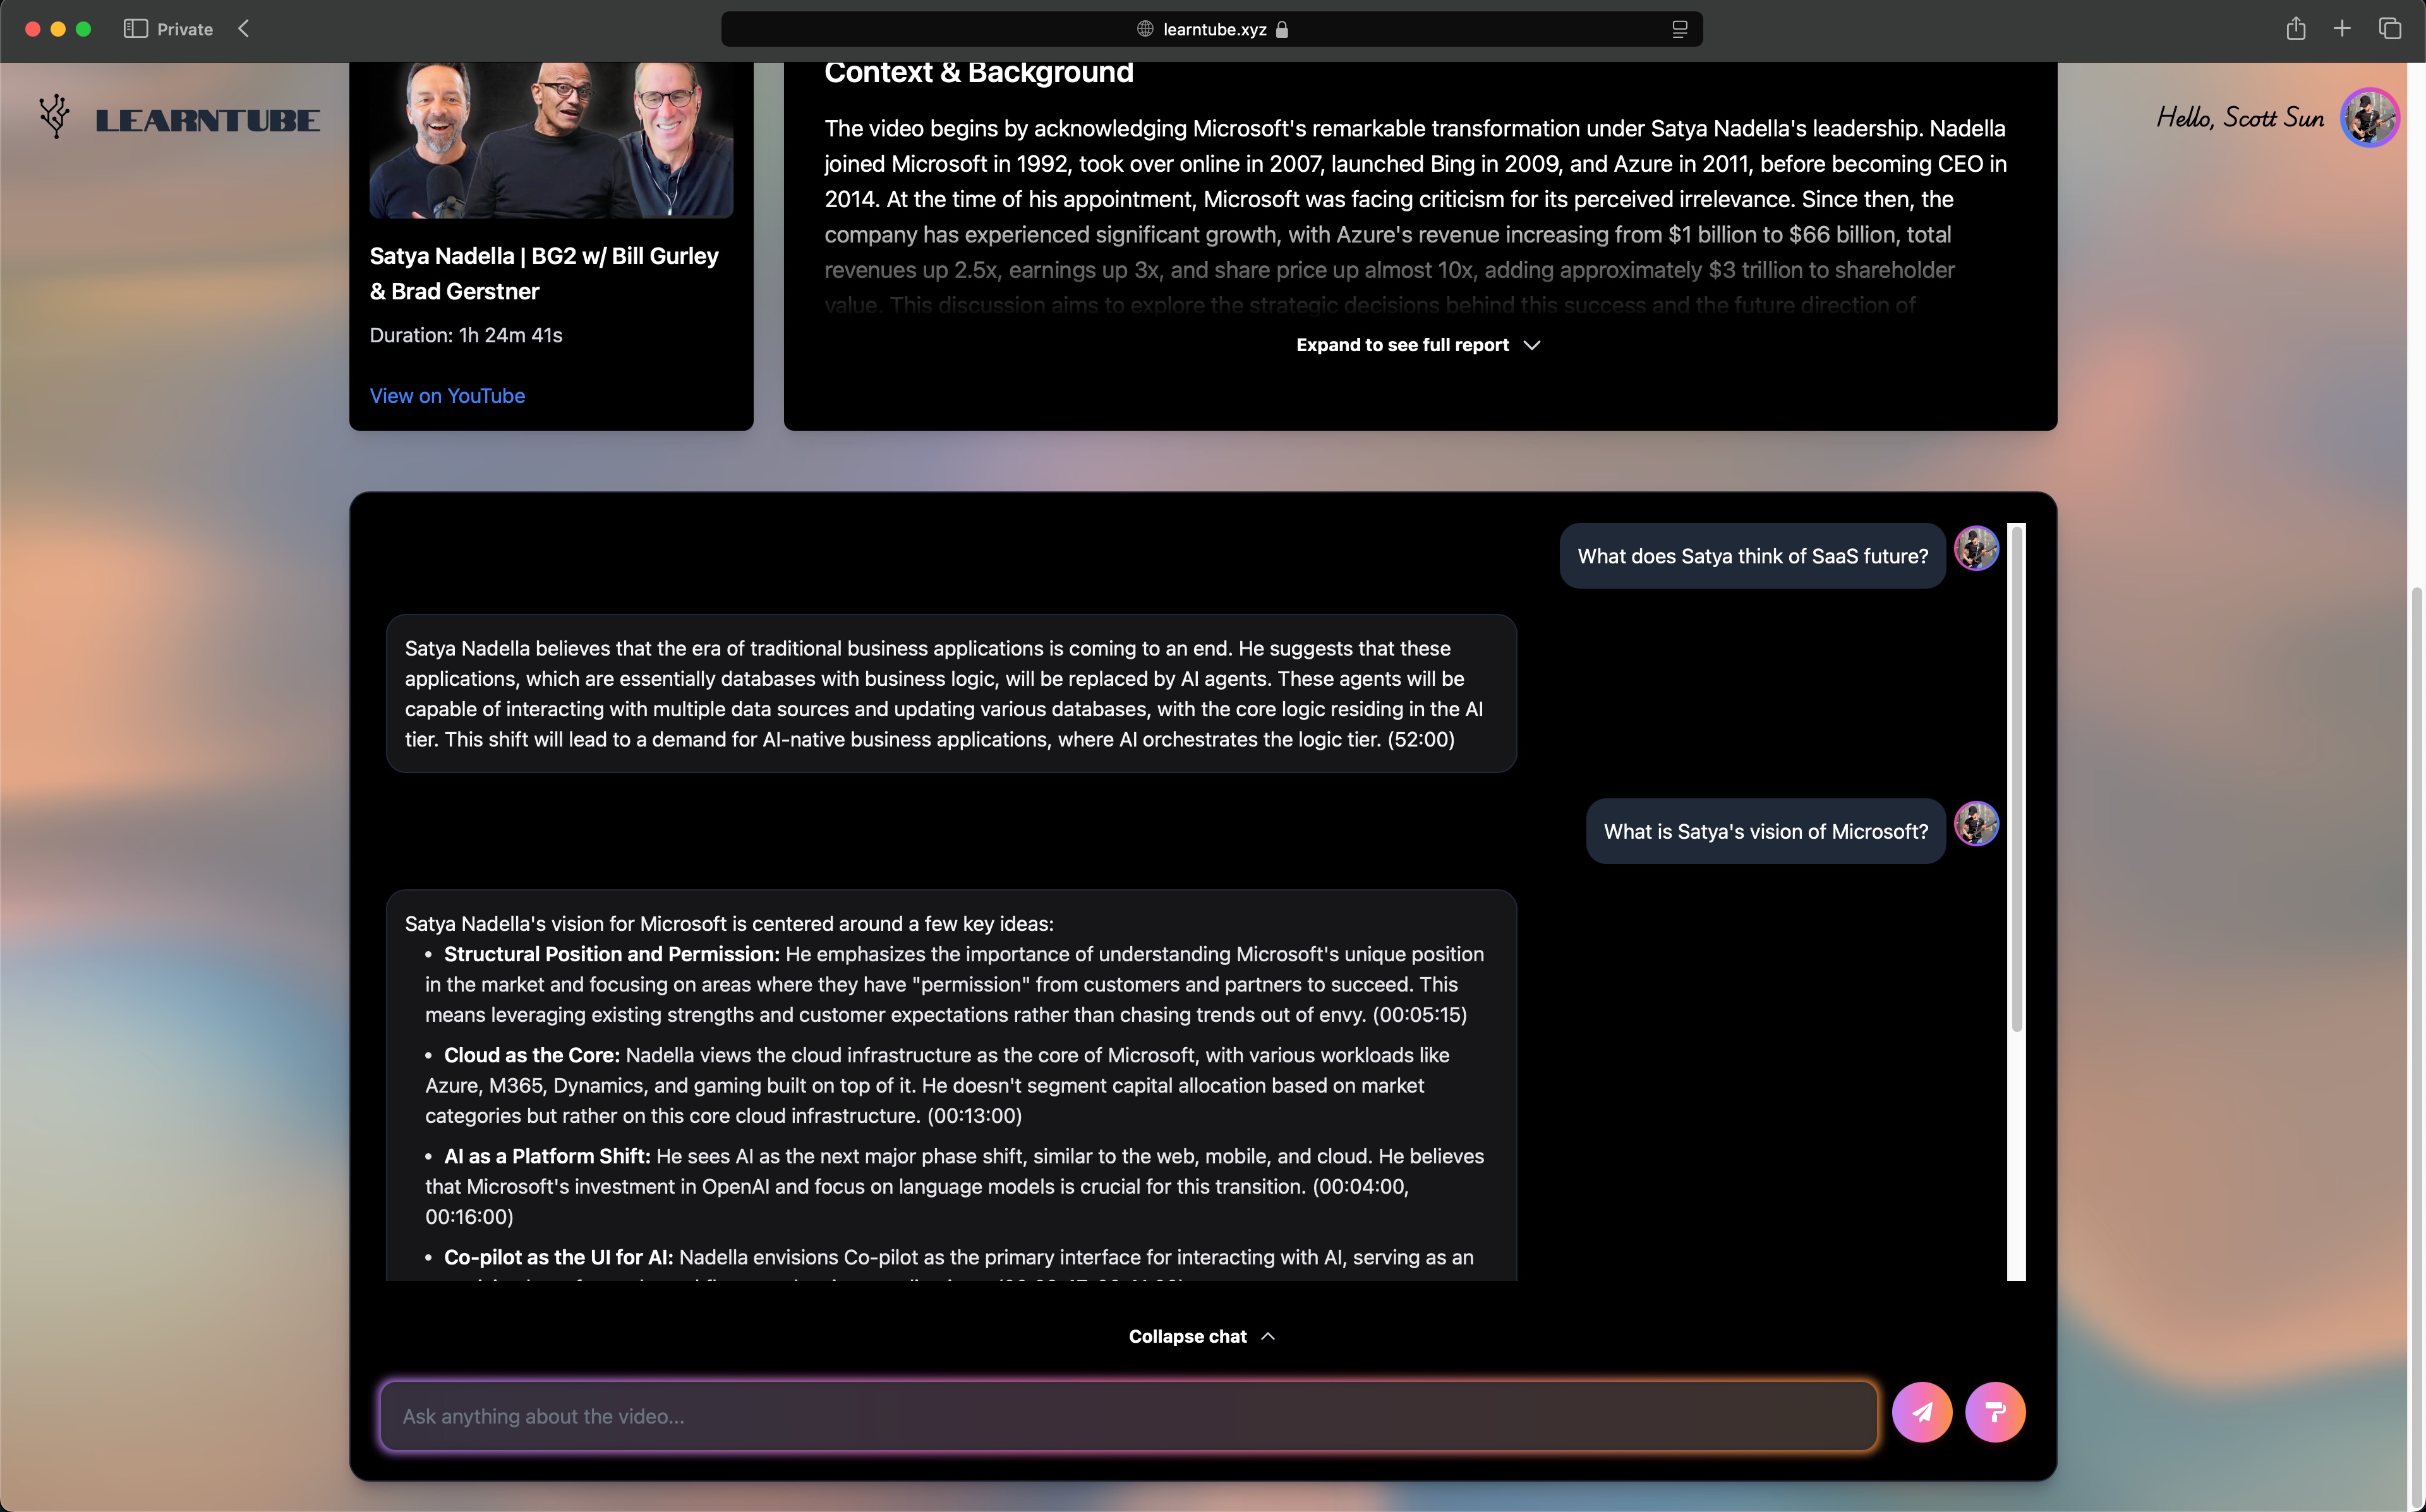 Private
learntube.xyz
LEARNTUBE
Hello, Scott Sun
Satya Nadella | BG2 w/ Bill Gurley
& Brad Gerstner
Duration: 1h 24m 41s
View on YouTube
Context & Background
The video begins by acknowledging Microsoft's remarkable transformation under Satya Nadella's leadership. Nadella
joined Microsoft in 1992, took over online in 2007, launched Bing in 2009, and Azure in 2011, before becoming CEO in
2014. At the time of his appointment, Microsoft was facing criticism for its perceived irrelevance. Since then, the
company has experienced significant growth, with Azure's revenue increasing from $1 billion to $66 billion, total
revenues up 2.5x, earnings up 3x, and share price up almost 10x, adding approximately $3 trillion to shareholder
value. This discussion aims to explore the strategic decisions behind this success and the future direction of
Expand to see full report
What does Satya think of SaaS future?
Satya Nadella believes that the era of traditional business applications is coming to an end. He suggests that these
applications, which are essentially databases with business logic, will be replaced by AI agents. These agents will be
capable of interacting with multiple data sources and updating various databases, with the core logic residing in the AI
tier. This shift will lead to a demand for AI-native business applications, where AI orchestrates the logic tier. (52:00)
What is Satya's vision of Microsoft?
Satya Nadella's vision for Microsoft is centered around a few key ideas:
• Structural Position and Permission: He emphasizes the importance of understanding Microsoft's unique position
in the market and focusing on areas where they have "permission" from customers and partners to succeed. This
means leveraging existing strengths and customer expectations rather than chasing trends out of envy. (00:05:15)
• Cloud as the Core: Nadella views the cloud infrastructure as the core of Microsoft, with various workloads like
Azure, M365, Dynamics, and gaming built on top of it. He doesn't segment capital allocation based on market
categories but rather on this core cloud infrastructure. (00:13:00)
• AI as a Platform Shift: He sees AI as the next major phase shift, similar to the web, mobile, and cloud. He believes
that Microsoft's investment in OpenAI and focus on language models is crucial for this transition. (00:04:00,
00:16:00)
• Co-pilot as the UI for AI: Nadella envisions Co-pilot as the primary interface for interacting with AI, serving as an
Collapse chat
Ask anything about the video...